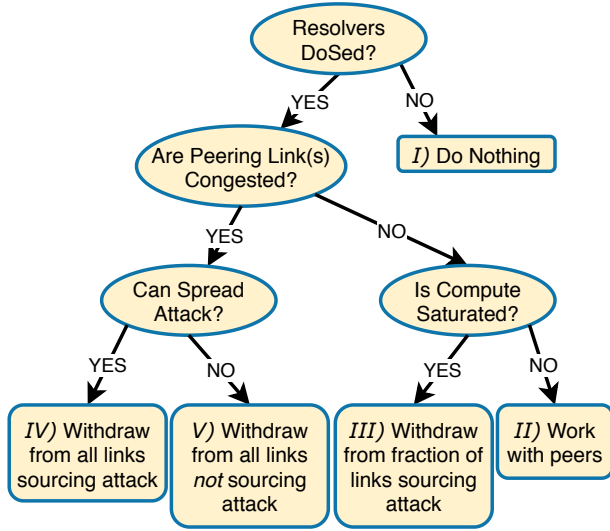 Resolvers
DoSed?
YES
NO
I) Do Nothing
Are Peering Link(s)
Congested?
YES
NO
Can Spread
Attack?
Is Compute
Saturated?
YES
NO
YES
NO
IV) Withdraw
from all links
sourcing attack
V) Withdraw
from all links
not sourcing
attack
III) Withdraw
from fraction of
links sourcing
attack
II) Work
with peers